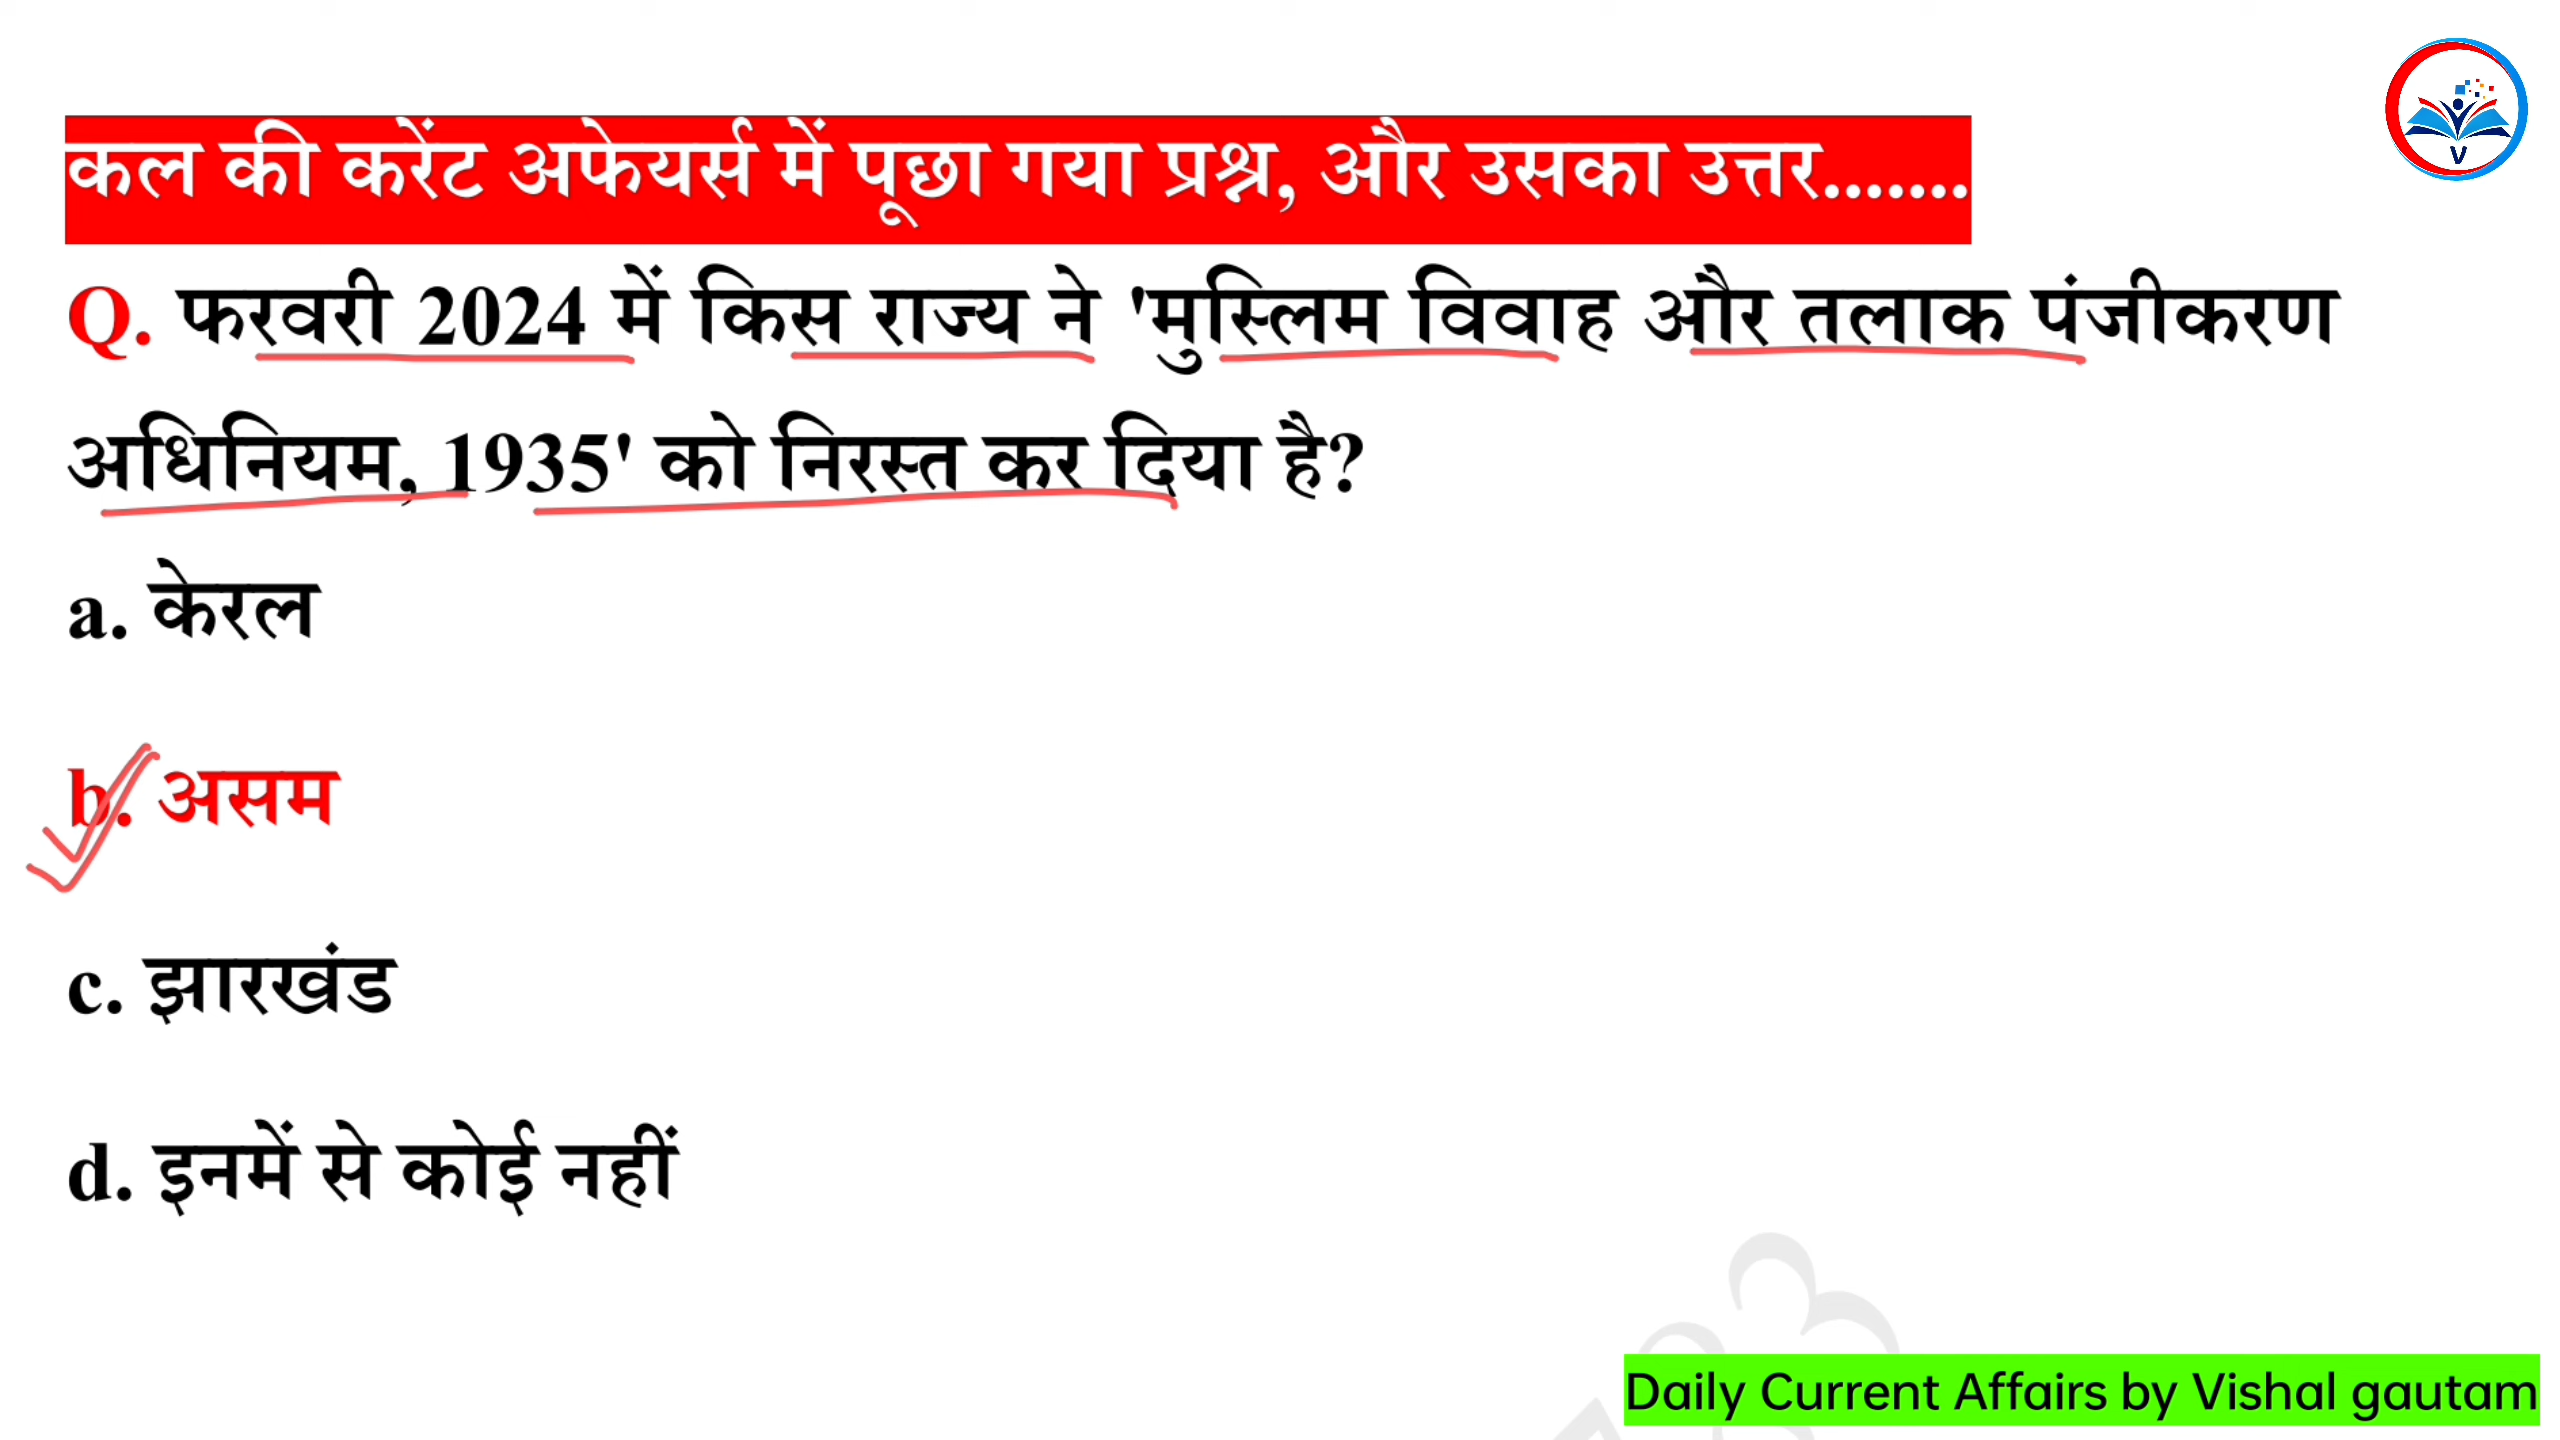 कल की करेंट अफेयर्स में पूछा गया प्रश्न, और उसका उत्तर.......
Q. फरवरी 2024 में किस राज्य ने 'मुस्लिम विवाह और तलाक पंजीकरण
अधिनियम, 1935' को निरस्त कर दिया है?
a. केरल
b. असम
c. झारखंड
d. इनमें से कोई नहीं
Daily Current Affairs by Vishal gautam